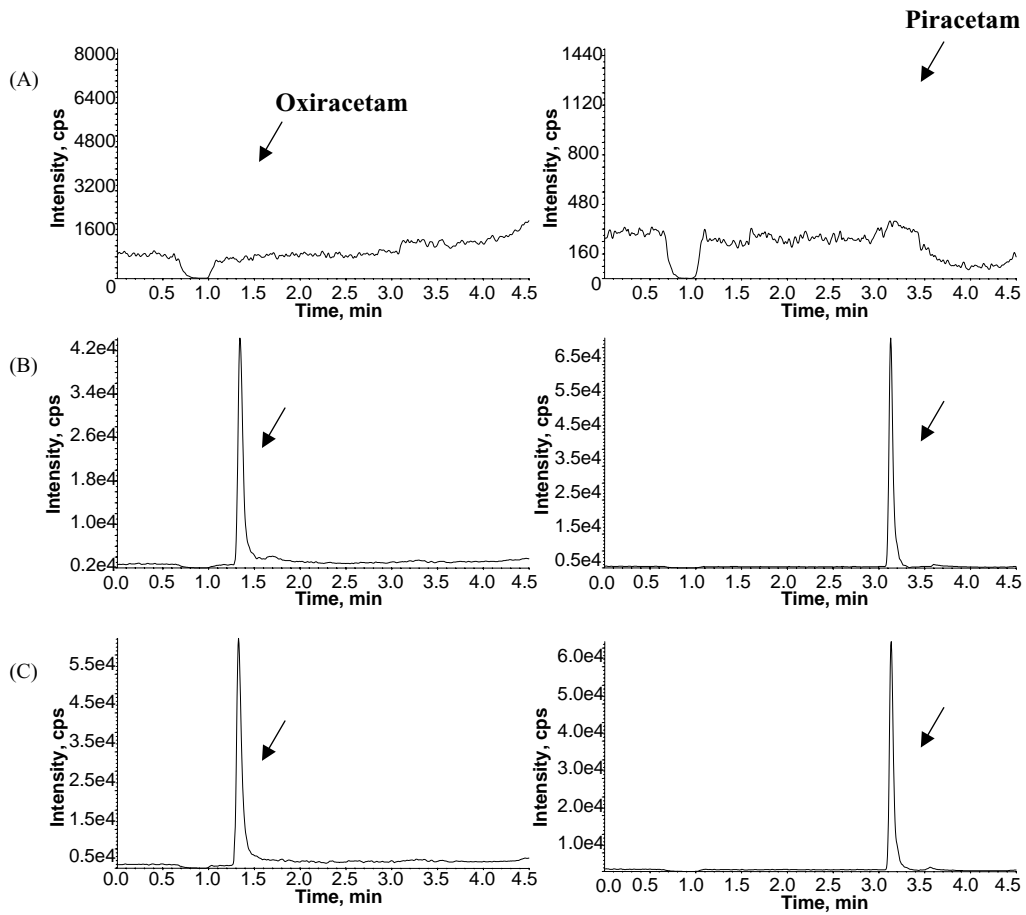 Piracetam
(A)
Oxiracetam
Intensity, cps
8000
6400
4800
3200
1600
0
0.5 1.0 1.5 2.0 2.5 3.0 3.5 4.0 4.5
Time, min
Intensity, cps
1440
1120
800
480
160
0
0.5 1.0 1.5 2.0 2.5 3.0 3.5 4.0 4.5
Time, min
(B)
Intensity, cps
4.2e4
3.4e4
2.6e4
1.8e4
1.0e4
0.2e4
0.0 0.5 1.0 1.5 2.0 2.5 3.0 3.5 4.0 4.5
Time, min
Intensity, cps
6.5e4
5.5e4
4.5e4
3.5e4
2.5e4
1.5e4
0.5e4
0.0 0.5 1.0 1.5 2.0 2.5 3.0 3.5 4.0 4.5
Time, min
(C)
Intensity, cps
5.5e4
4.5e4
3.5e4
2.5e4
1.5e4
0.5e4
0.0 0.5 1.0 1.5 2.0 2.5 3.0 3.5 4.0 4.5
Time, min
Intensity, cps
6.0e4
5.0e4
4.0e4
3.0e4
2.0e4
1.0e4
0.0 0.5 1.0 1.5 2.0 2.5 3.0 3.5 4.0 4.5
Time, min